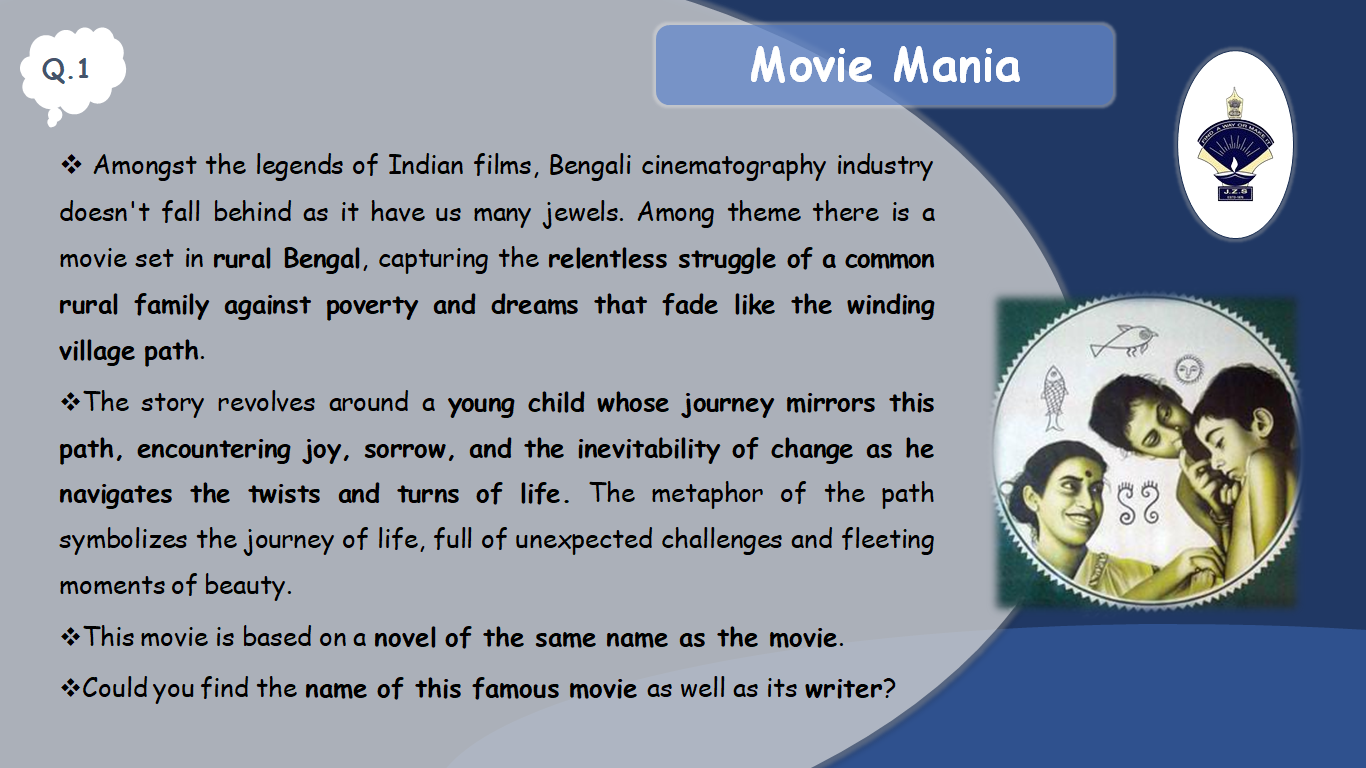 Q.1
Movie Mania
FIND A WAY OR MAKE IT
J.Z.S
❖ Amongst the legends of Indian films, Bengali cinematography industry
doesn't fall behind as it have us many jewels. Among theme there is a
movie set in rural Bengal, capturing the relentless struggle of a common
rural family against poverty and dreams that fade like the winding
village path.
❖The story revolves around a young child whose journey mirrors this
path, encountering joy, sorrow, and the inevitability of change as he
navigates the twists and turns of life. The metaphor of the path
symbolizes the journey of life, full of unexpected challenges and fleeting
moments of beauty.
❖This movie is based on a novel of the same name as the movie.
❖Could you find the name of this famous movie as well as its writer?